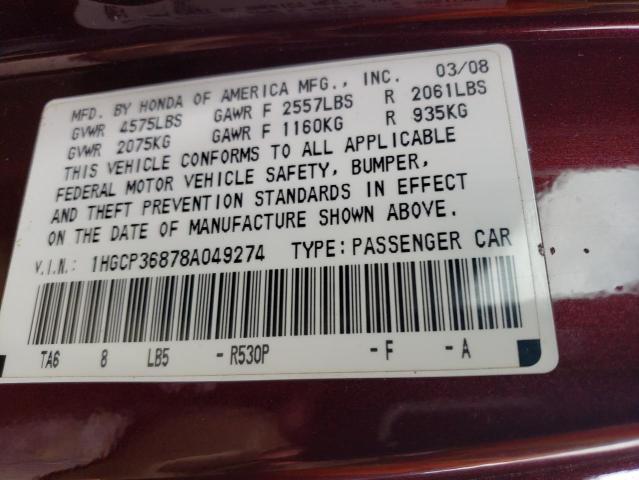 MFD. BY HONDA OF AMERICA MFG., INC. 03/08
GVWR 4575LBS GAWR F 2557LBS R 2061LBS
GVWR 2075KG GAWR F 1160KG R 935KG
THIS VEHICLE CONFORMS TO ALL APPLICABLE
FEDERAL MOTOR VEHICLE SAFETY, BUMPER,
AND THEFT PREVENTION STANDARDS IN EFFECT
ON THE DATE OF MANUFACTURE SHOWN ABOVE.
V.I.N.: 1HGCP36878A049274 TYPE: PASSENGER CAR
TA6 8 LB5 -R530P -F -A